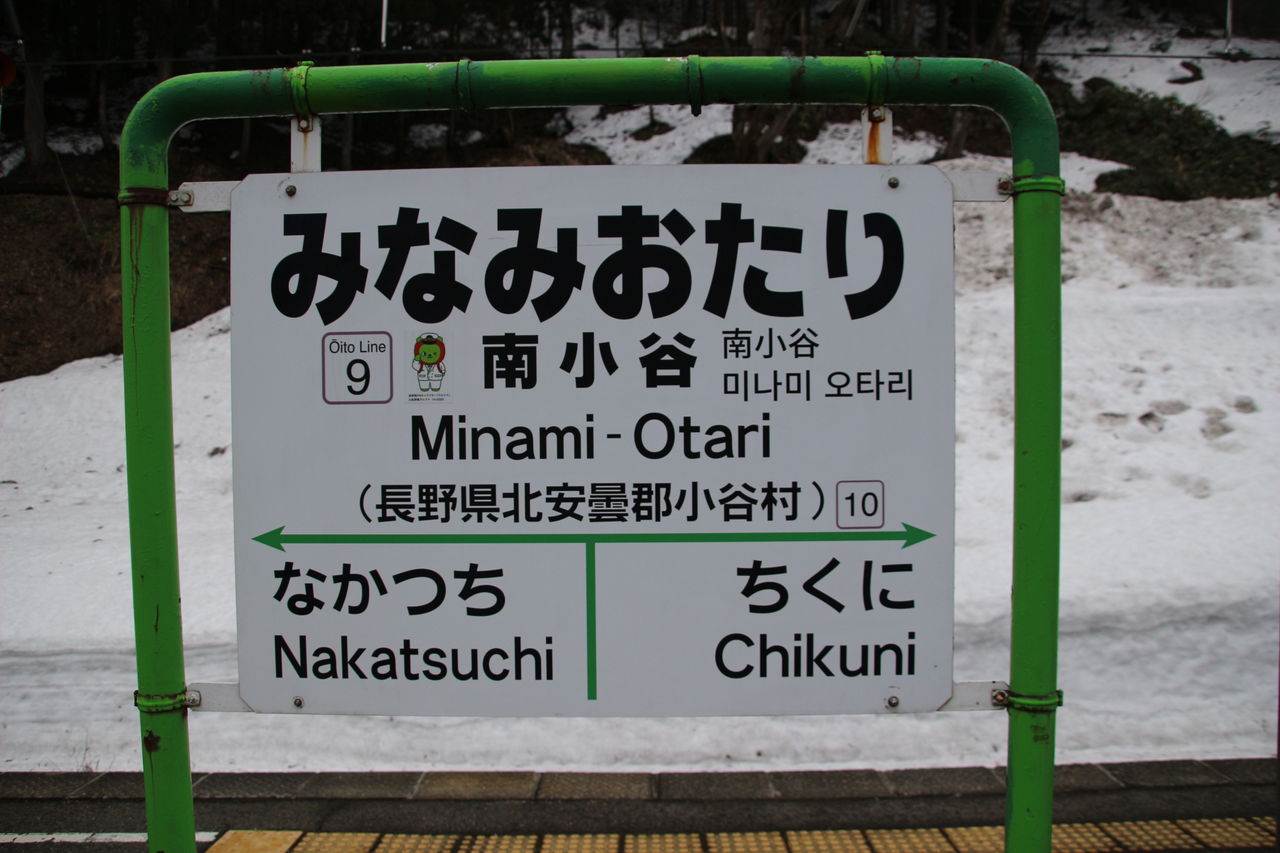 みなみおたり
Ōito Line
9
南小谷
南小谷
미나미 오타리
Minami-Otari
（長野県北安曇郡小谷村）10
なかつち
ちくに
Nakatsuchi
Chikuni